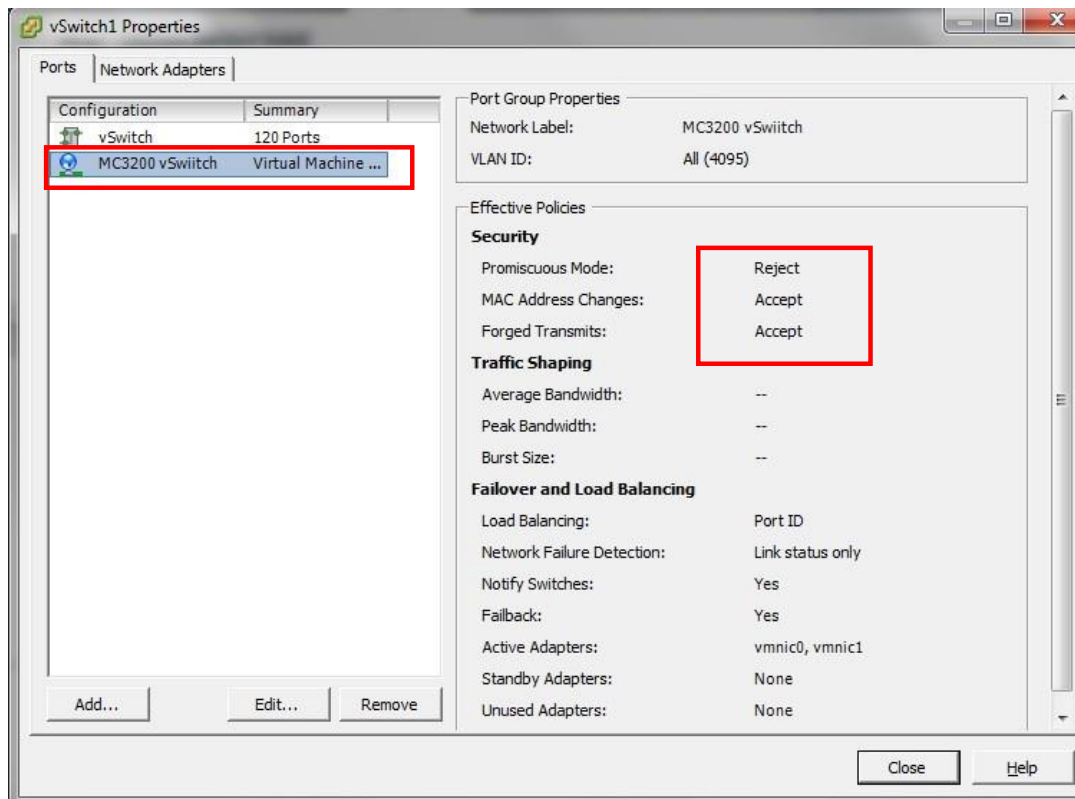 vSwitch1 Properties
Ports Network Adapters
Configuration Summary
vSwitch 120 Ports
MC3200 vSwiitch Virtual Machine ...
Add... Edit... Remove
Port Group Properties
Network Label: MC3200 vSwiitch
VLAN ID: All (4095)
Effective Policies
Security
Promiscuous Mode: Reject
MAC Address Changes: Accept
Forged Transmits: Accept
Traffic Shaping
Average Bandwidth: --
Peak Bandwidth: --
Burst Size: --
Failover and Load Balancing
Load Balancing: Port ID
Network Failure Detection: Link status only
Notify Switches: Yes
Failback: Yes
Active Adapters: vmnic0, vmnic1
Standby Adapters: None
Unused Adapters: None
Close Help